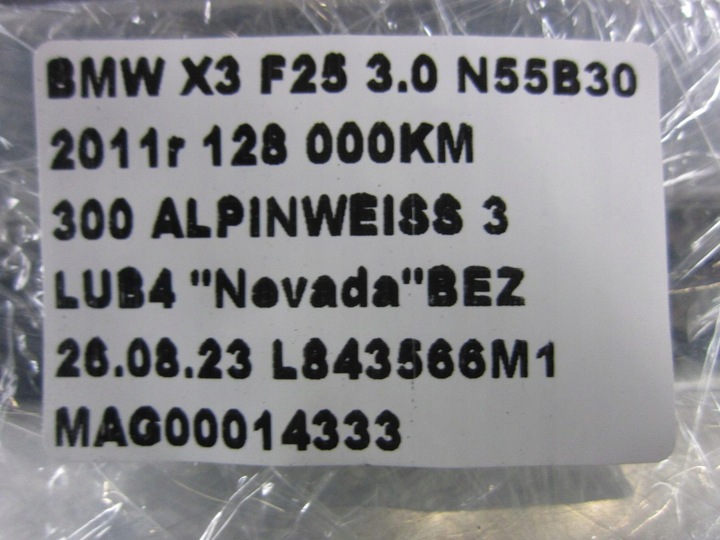 BMW X3 F25 3.0 N55B30
2011r 128 000KM
300 ALPINWEISS 3
LUB4 "Nevada"BEZ
26.08.23 L843566M1
MAG00014333